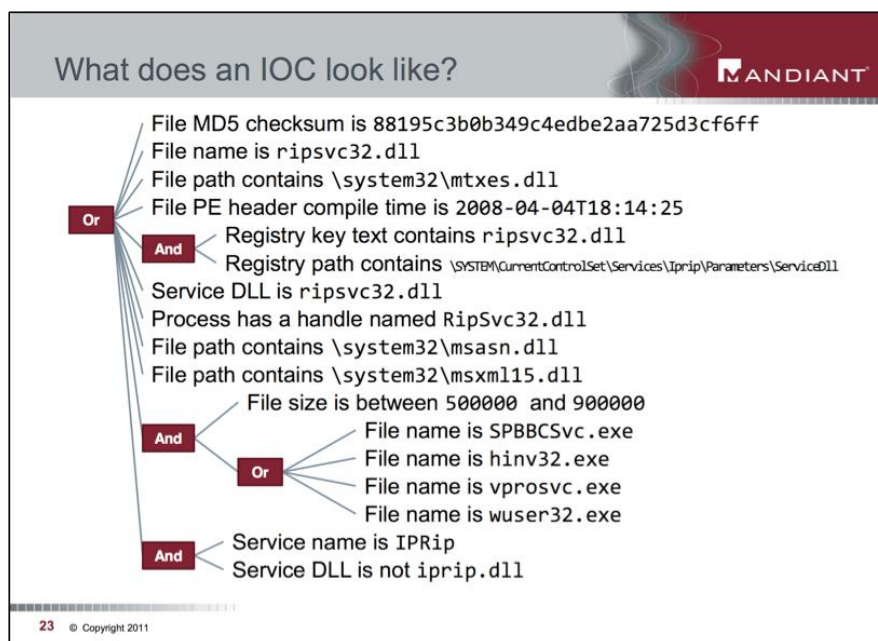 What does an IOC look like?
MANDIANT
File MD5 checksum is 88195c3b0b349c4edbe2aa725d3cf6ff
File name is ripsvc32.dll
File path contains \system32\mtxes.dll
File PE header compile time is 2008-04-04T18:14:25
Or
And
Registry key text contains ripsvc32.dll
Registry path contains \SYSTEM\CurrentControlSet\Services\Iprip\Parameters\ServiceDll
Service DLL is ripsvc32.dll
Process has a handle named RipSvc32.dll
File path contains \system32\msasn.dll
File path contains \system32\msxml15.dll
And
File size is between 500000 and 900000
Or
File name is SPBBCSvc.exe
File name is hinv32.exe
File name is vprosvc.exe
File name is wuser32.exe
And
Service name is IPRip
Service DLL is not iprip.dll
23 © Copyright 2011